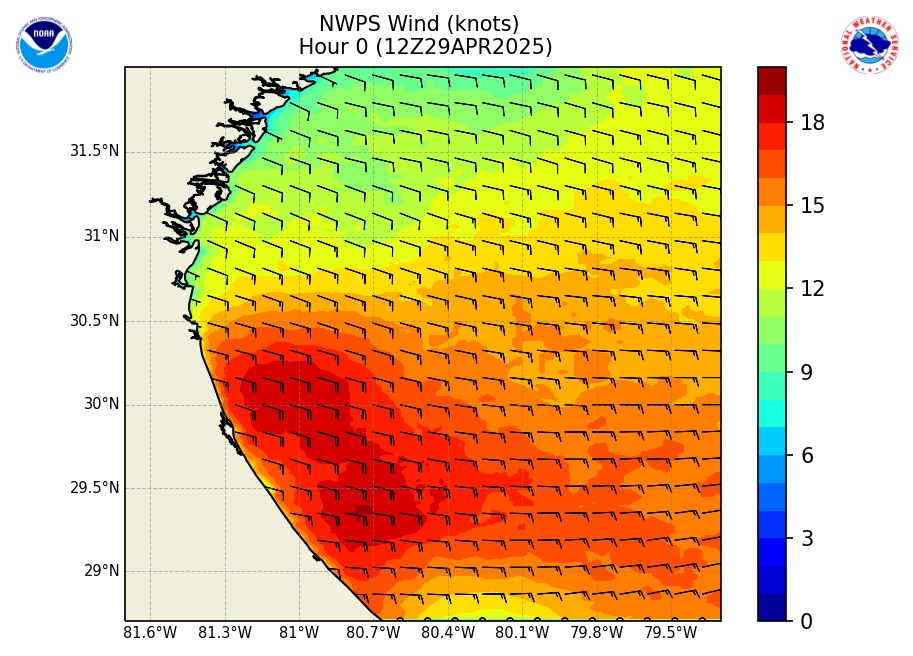 NWPS Wind (knots)
Hour 0 (12Z29APR2025)
NOAA
NATIONAL WEATHER SERVICE
31.5°N
31°N
30.5°N
30°N
29.5°N
29°N
81.6°W 81.3°W 81°W 80.7°W 80.4°W 80.1°W 79.8°W 79.5°W
18
15
12
9
6
3
0